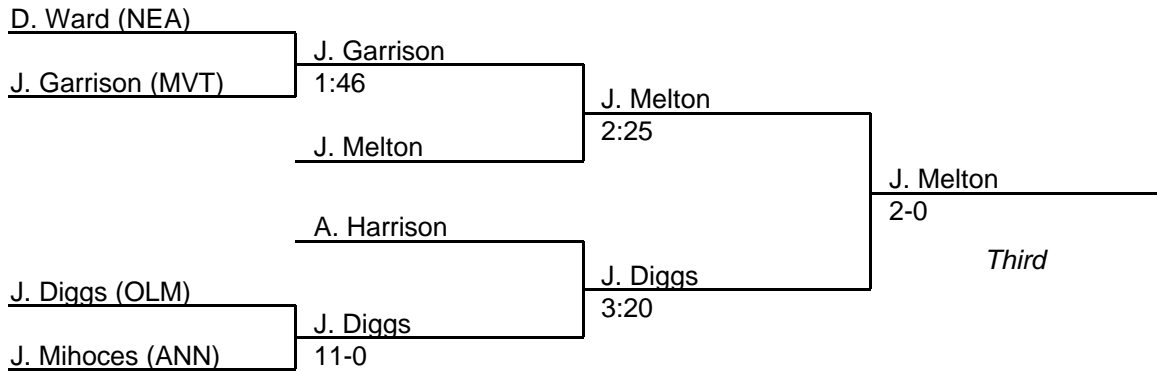 D. Ward (NEA)
J. Garrison
J. Garrison (MVT)
1:46
J. Melton
2:25
J. Melton
J. Melton
2-0
A. Harrison
Third
J. Diggs (OLM)
J. Diggs
3:20
J. Diggs
J. Mihoces (ANN)
11-0